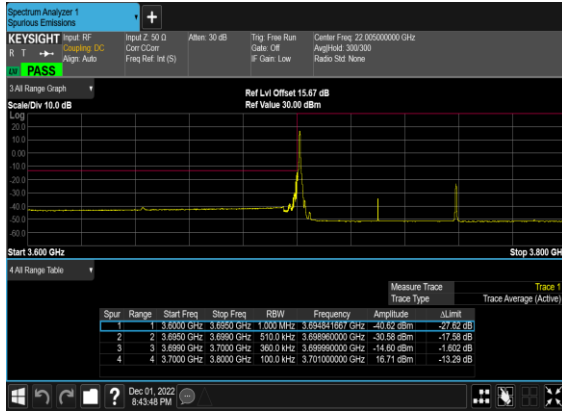 Spectrum Analyzer 1
Spurious Emissions
KEYSIGHT Input: RF Input Z: 50 Ω Atten: 30 dB Trig: Free Run Center Freq: 22.005000000 GHz
R T Coupling: DC Corr CCorr Gate: Off Avg|Hold: 300/300
Align: Auto Freq Ref: Int (S) IF Gain: Low Radio Std: None
PASS
3 All Range Graph
Ref Lvl Offset 15.67 dB
Scale/Div 10.0 dB Ref Value 30.00 dBm
Log
20.0
10.0
0.00
-10.0
-20.0
-30.0
-40.0
-50.0
-60.0
Start 3.600 GHz Stop 3.800 GH
4 All Range Table
Measure Trace Trace 1
Trace Type Trace Average (Active)
Spur Range Start Freq Stop Freq RBW Frequency Amplitude ΔLimit
1 1 3.6000 GHz 3.6950 GHz 1.000 MHz 3.694841667 GHz -40.62 dBm -27.62 dB
2 2 3.6950 GHz 3.6990 GHz 510.0 kHz 3.698960000 GHz -30.58 dBm -17.58 dB
3 3 3.6990 GHz 3.7000 GHz 360.0 kHz 3.699990000 GHz -14.60 dBm -1.602 dB
4 4 3.7000 GHz 3.8000 GHz 100.0 kHz 3.701000000 GHz 16.71 dBm -13.29 dB
? Dec 01, 2022
8:43:48 PM